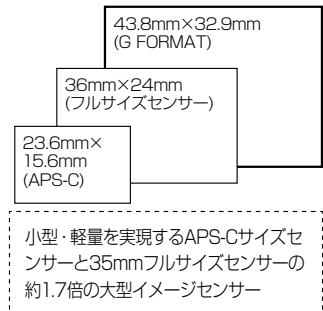 43.8mm×32.9mm
(G FORMAT)
36mm×24mm
(フルサイズセンサー)
23.6mm×
15.6mm
(APS-C)
小型・軽量を実現するAPS-Cサイズセ
ンサーと35mmフルサイズセンサーの
約1.7倍の大型イメージセンサー